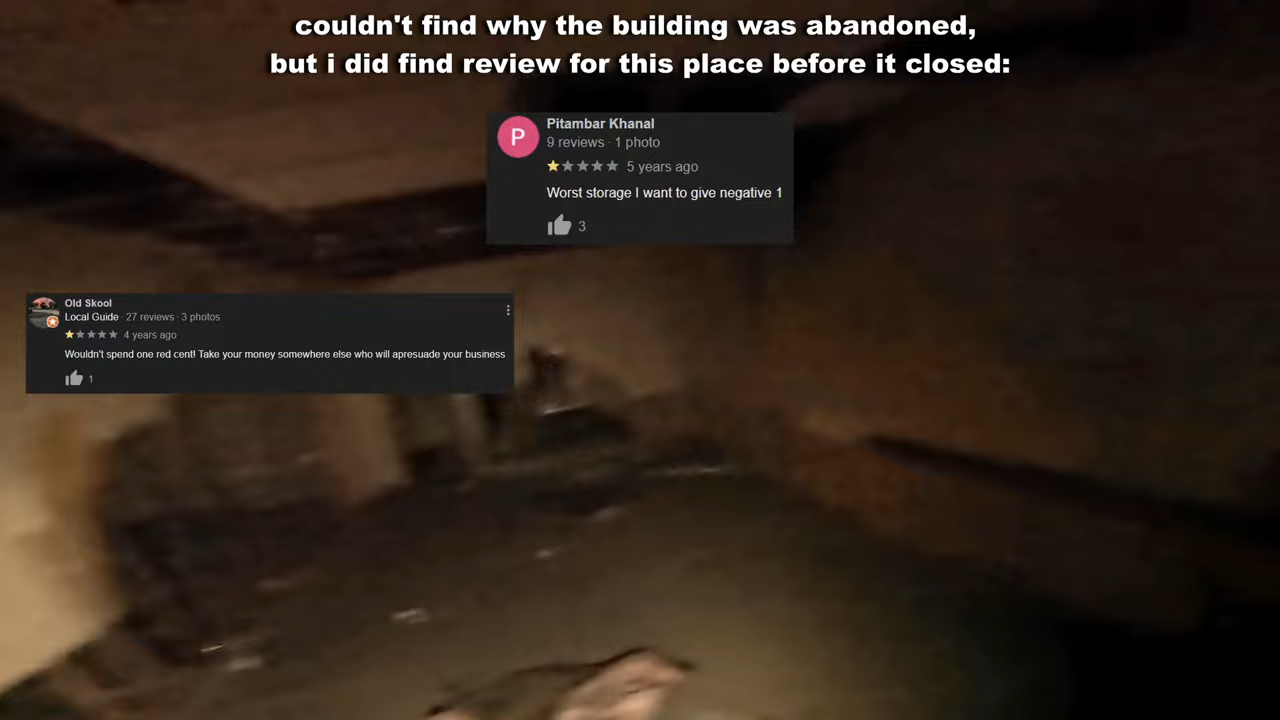 couldn't find why the building was abandoned,
but i did find review for this place before it closed:
P
Pitambar Khanal
9 reviews · 1 photo
5 years ago
Worst storage I want to give negative 1
3
Old Skool
Local Guide · 27 reviews · 3 photos
4 years ago
Wouldn't spend one red cent! Take your money somewhere else who will apresuade your business
1